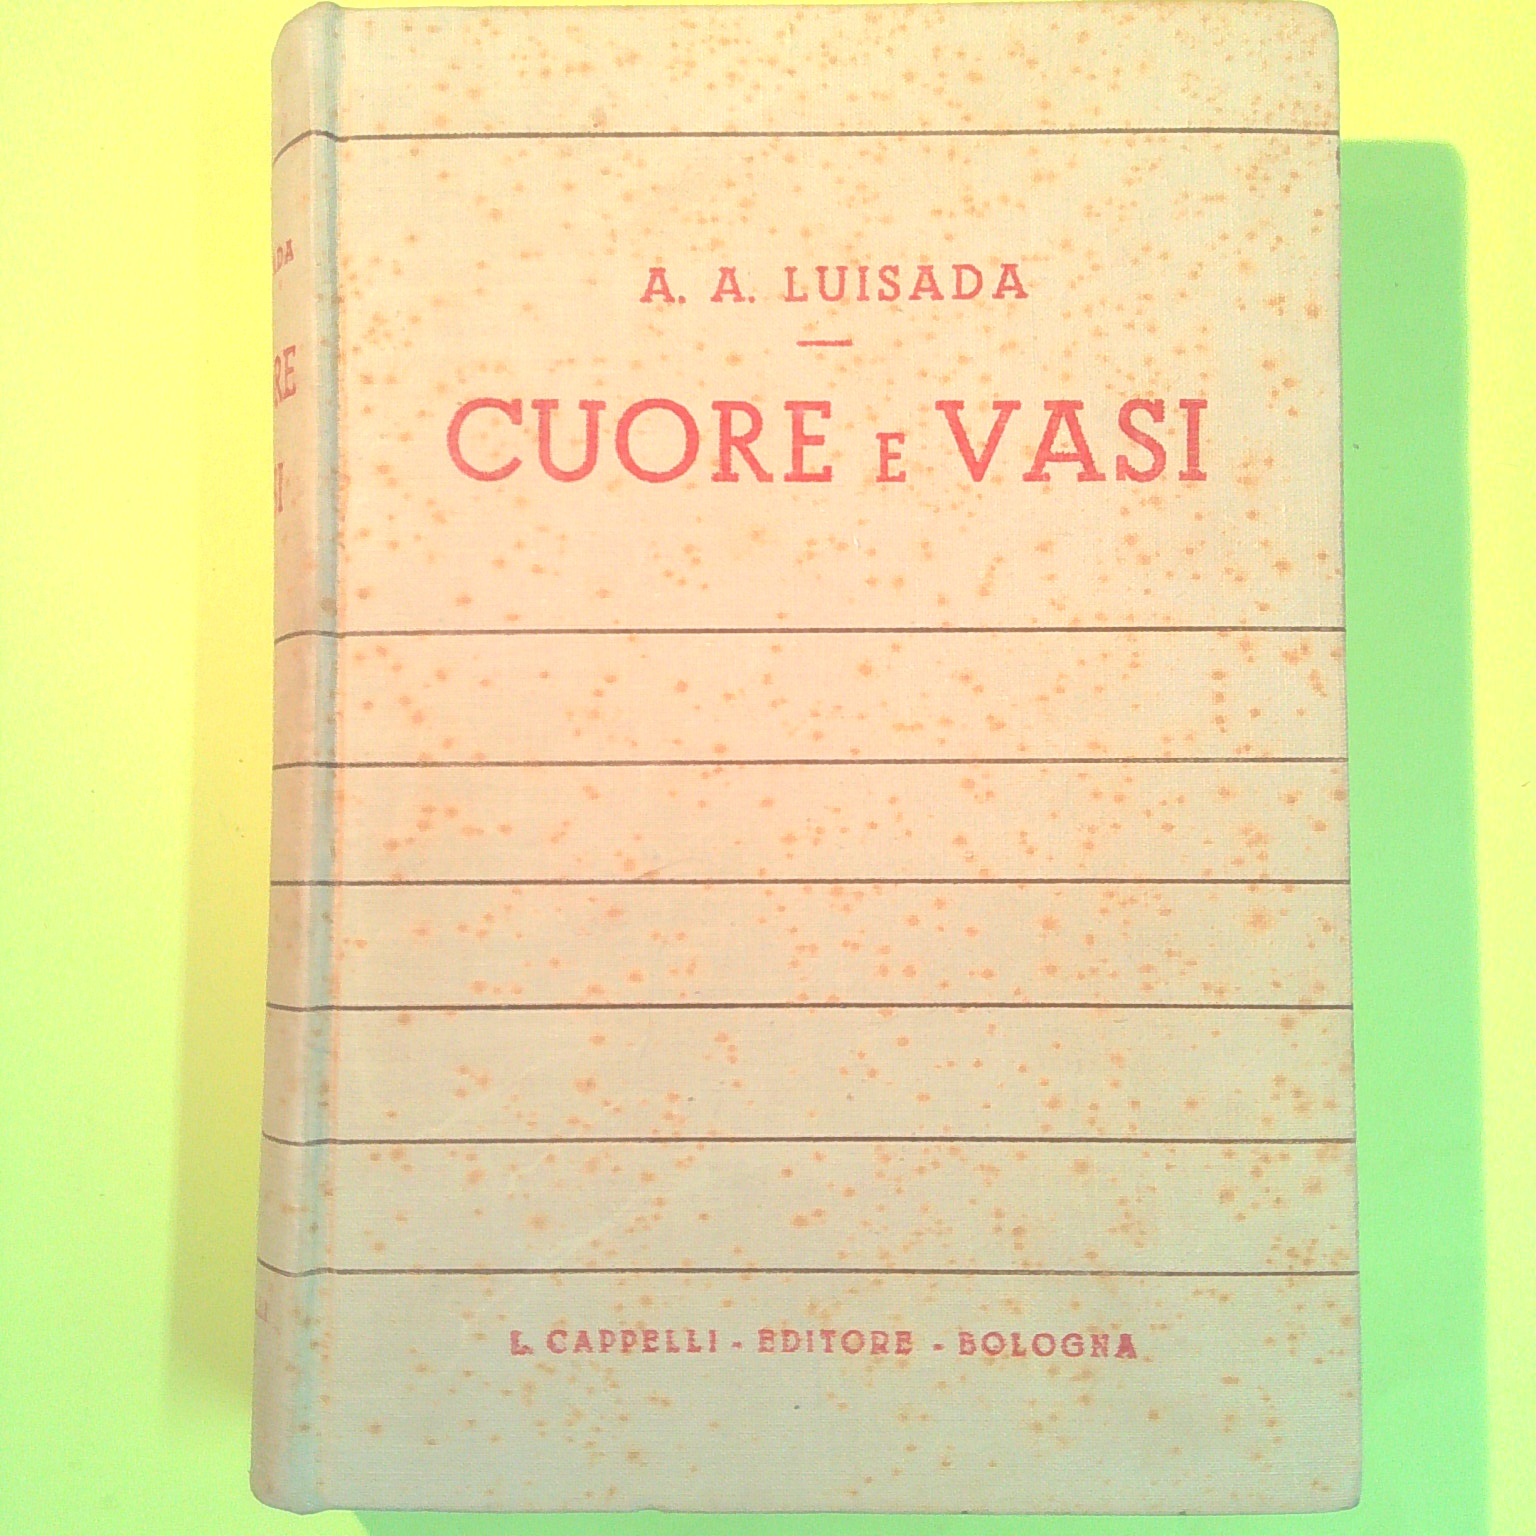 A. A. LUISADA
CUORE E VASI
L. CAPPELLI - EDITORE - BOLOGNA